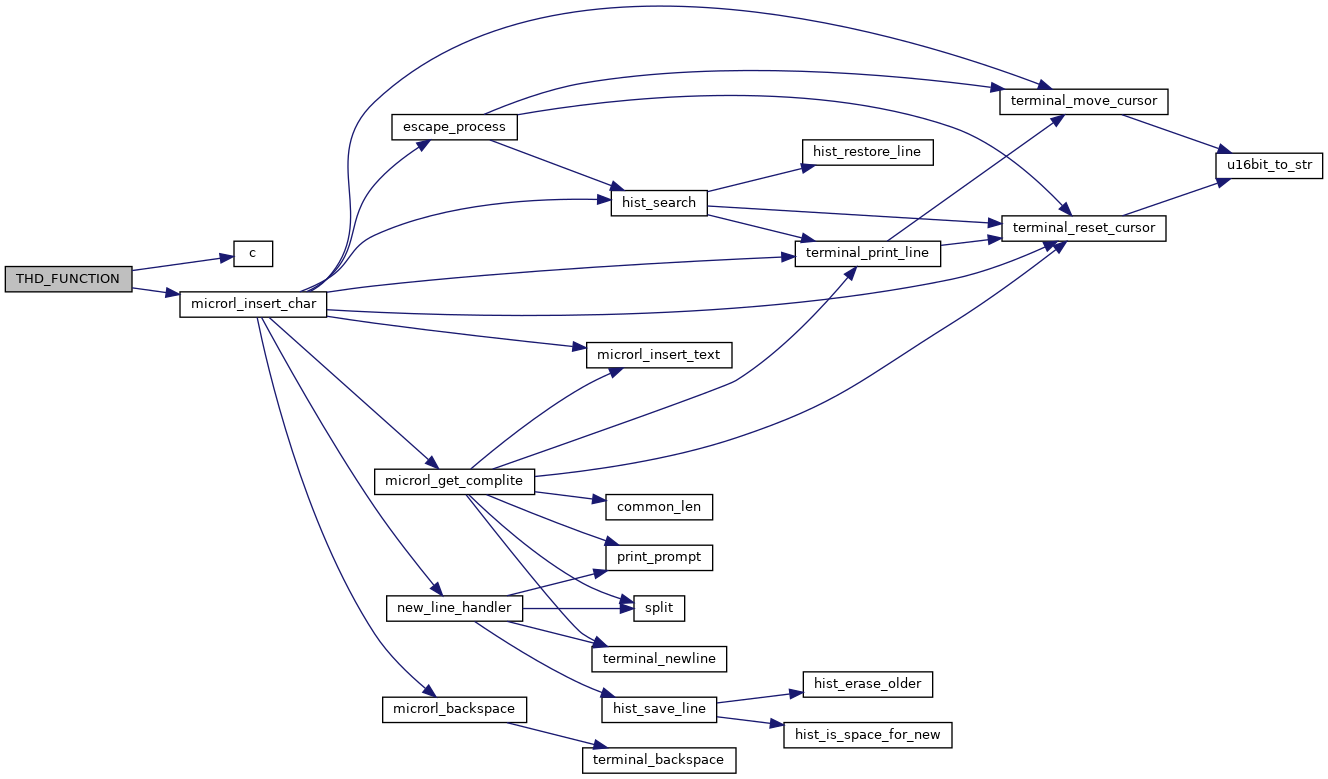 THD_FUNCTION
c
microrl_insert_char
escape_process
microrl_get_complite
new_line_handler
microrl_backspace
hist_search
microrl_insert_text
common_len
print_prompt
split
terminal_newline
hist_save_line
terminal_backspace
hist_restore_line
terminal_print_line
hist_erase_older
hist_is_space_for_new
terminal_move_cursor
terminal_reset_cursor
u16bit_to_str